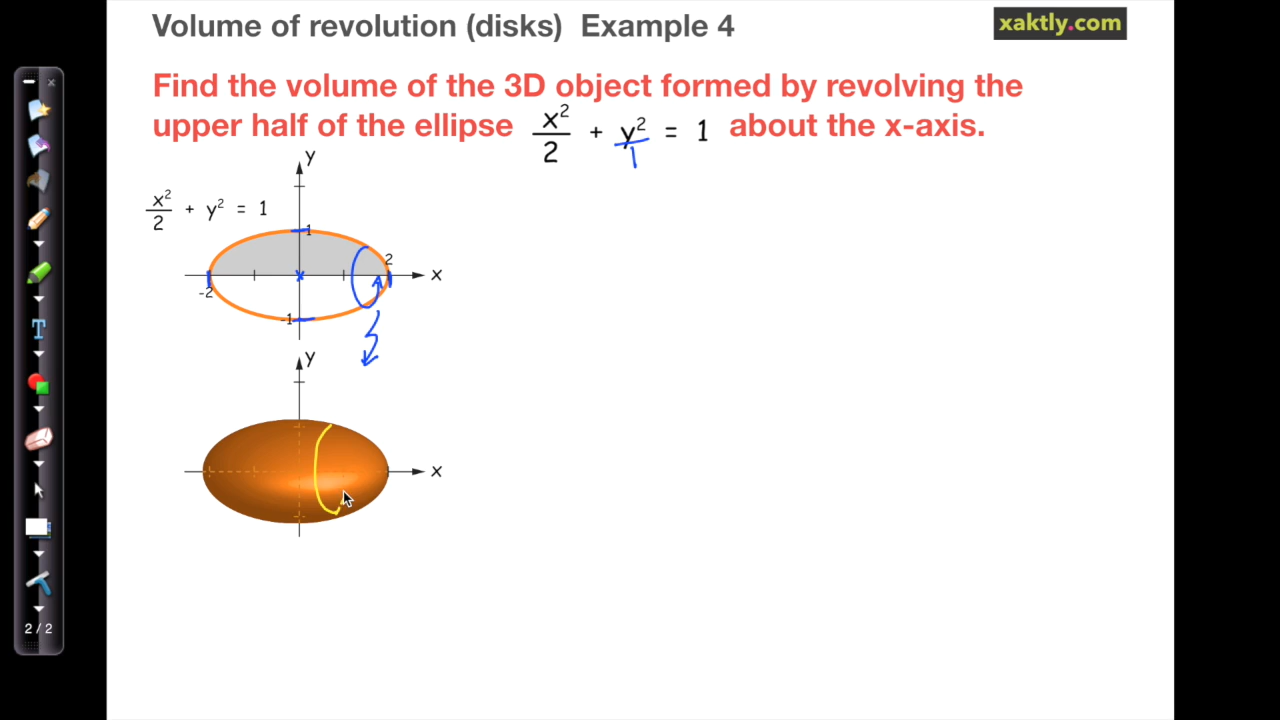 Volume of revolution (disks) Example 4
xaktly.com
Find the volume of the 3D object formed by revolving the
upper half of the ellipse x²/2 + y²/1 = 1 about the x-axis.
y
x²/2 + y² = 1
1
2
x
-2
-1
y
x
T
2 / 2